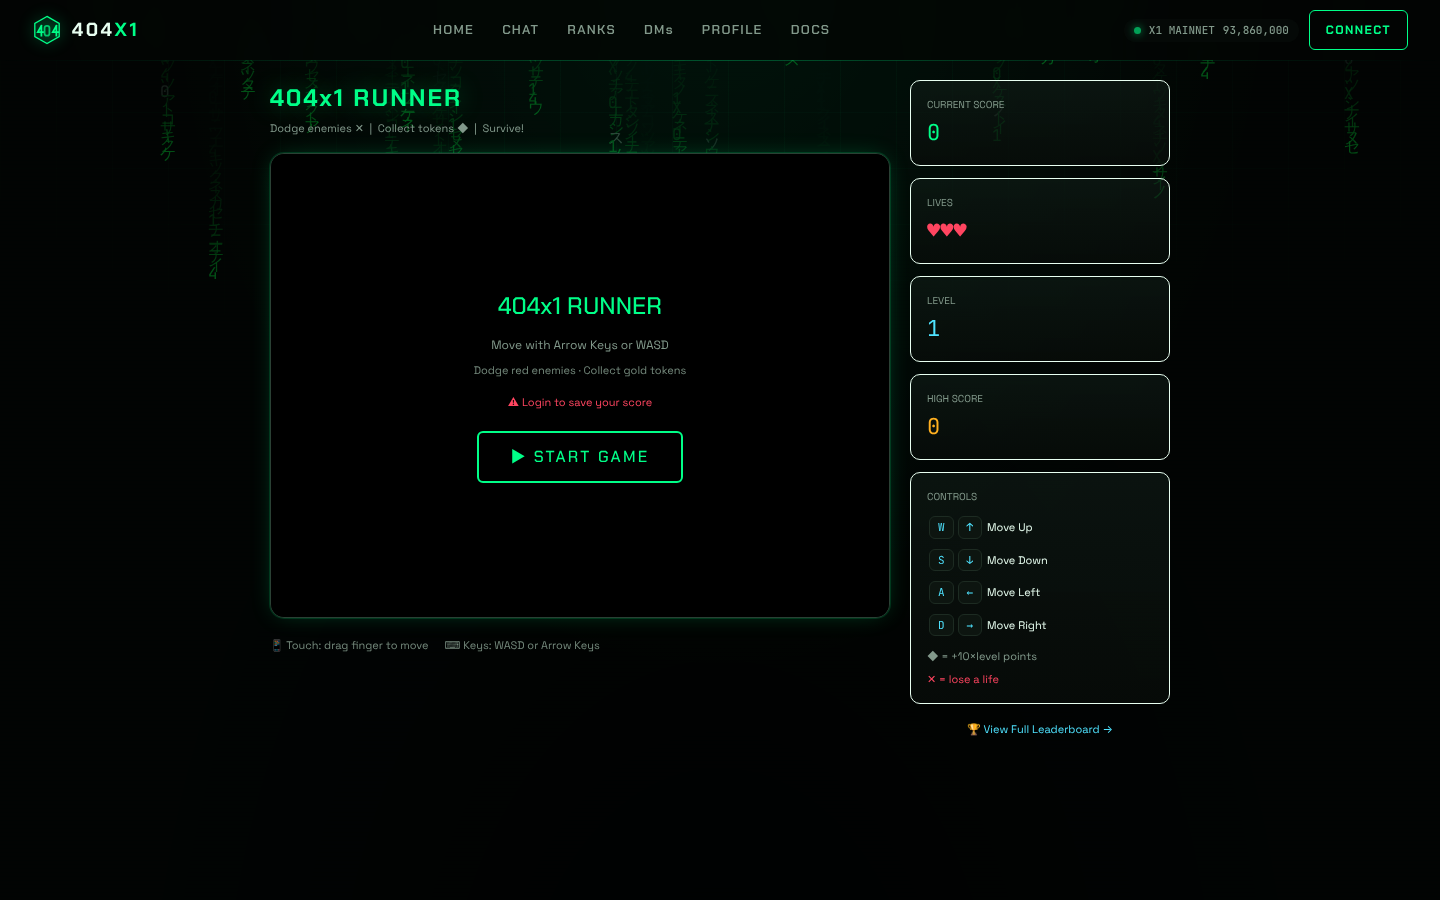 404 404X1 HOME CHAT RANKS DMs PROFILE DOCS X1 MAINNET 93,860,000 CONNECT
404x1 RUNNER
Dodge enemies ✕ | Collect tokens ◆ | Survive!
404x1 RUNNER
Move with Arrow Keys or WASD
Dodge red enemies · Collect gold tokens
⚠ Login to save your score
▶ START GAME
📱 Touch: drag finger to move ⌨ Keys: WASD or Arrow Keys
CURRENT SCORE
0
LIVES
♥♥♥
LEVEL
1
HIGH SCORE
0
CONTROLS
W ↑ Move Up
S ↓ Move Down
A ← Move Left
D → Move Right
◆ = +10×level points
✕ = lose a life
🏆 View Full Leaderboard →